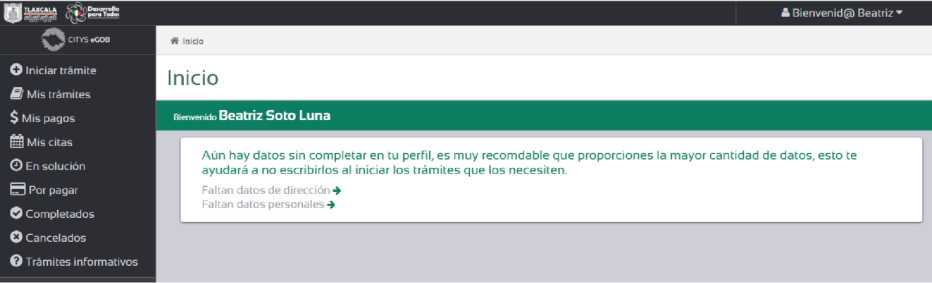 TLAXCALA
Desarrollo
para Todos
Bienvenid@ Beatriz
CITYS eGOB
Inicio
Iniciar trámite
Mis trámites
Mis pagos
Mis citas
En solución
Por pagar
Completados
Cancelados
Trámites informativos
Inicio
Bienvenido Beatriz Soto Luna
Aún hay datos sin completar en tu perfil, es muy recomdable que proporciones la mayor cantidad de datos, esto te
ayudará a no escribirlos al iniciar los trámites que los necesiten.
Faltan datos de dirección
Faltan datos personales